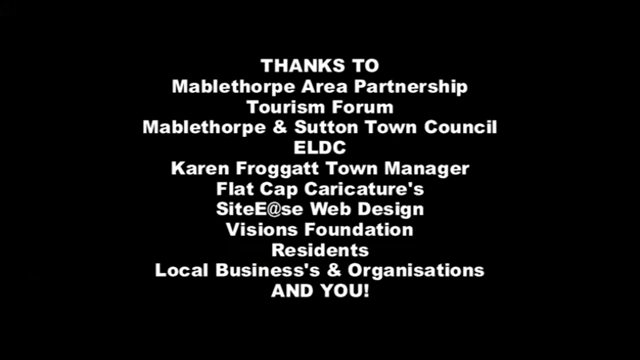 THANKS TO
Mablethorpe Area Partnership
Tourism Forum
Mablethorpe & Sutton Town Council
ELDC
Karen Froggatt Town Manager
Flat Cap Caricature's
SiteE@se Web Design
Visions Foundation
Residents
Local Business's & Organisations
AND YOU!